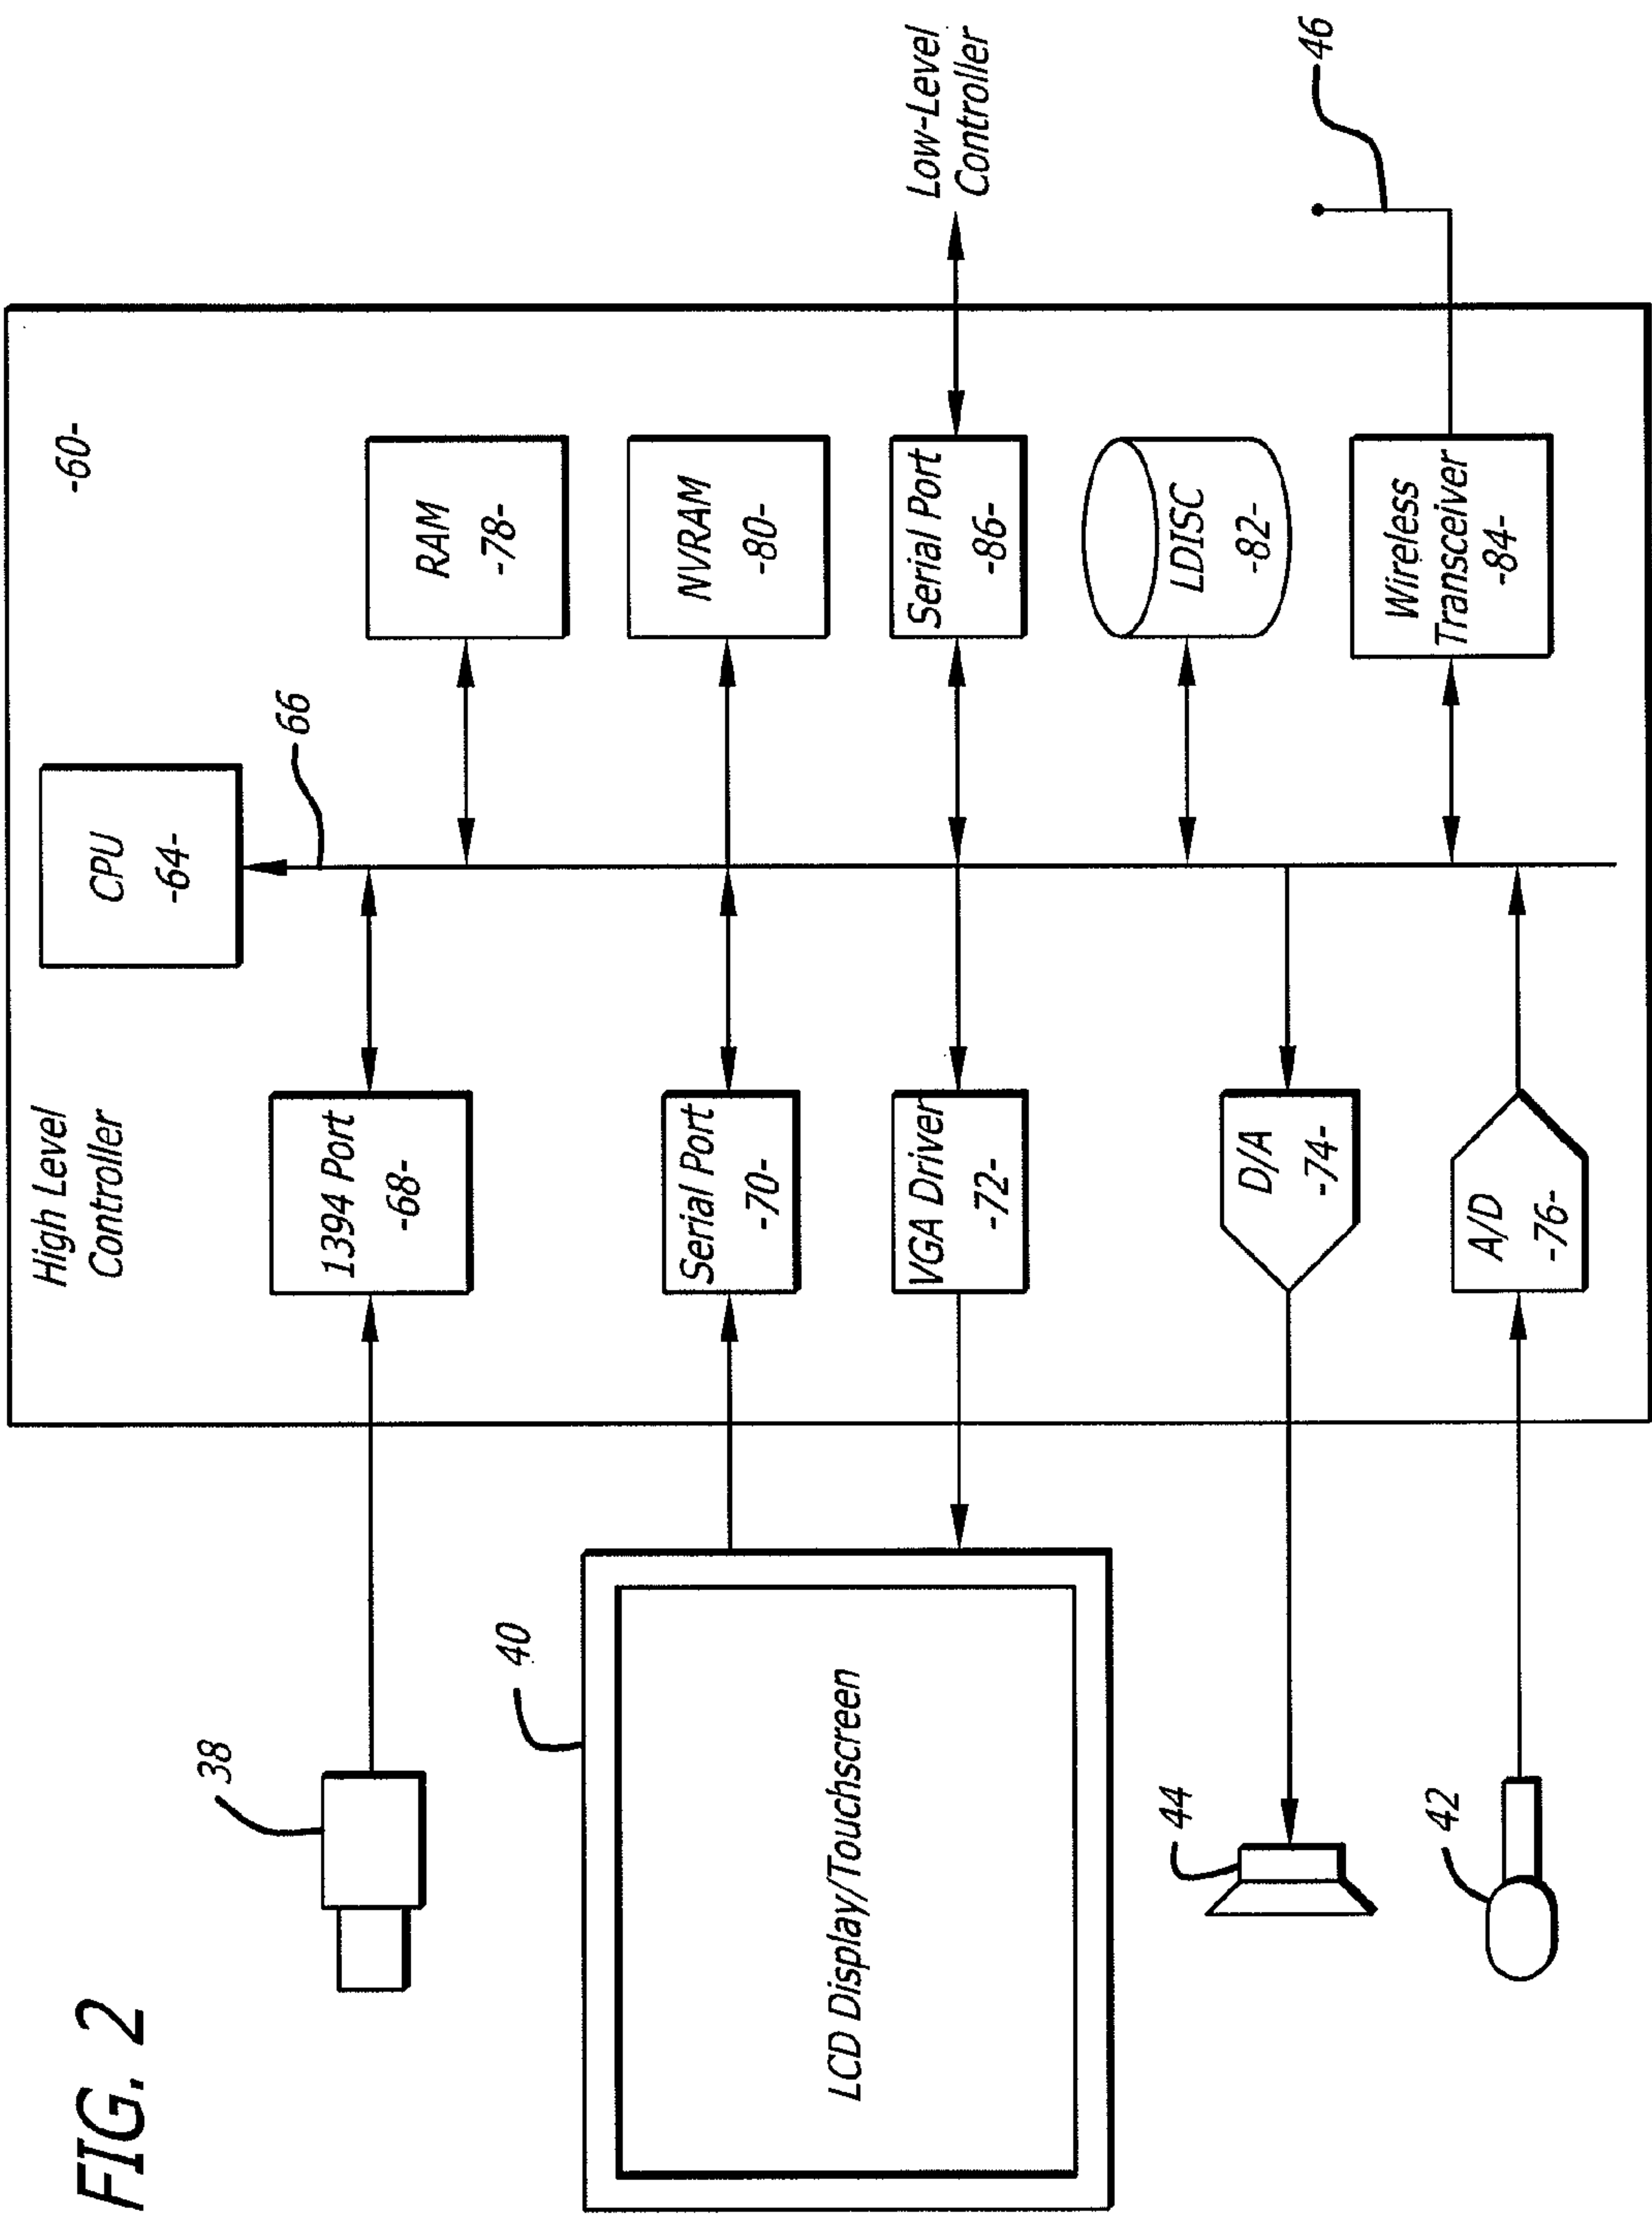 FIG. 2
High Level
Controller
-60-
CPU
-64-
66
38
1394 Port
-68-
RAM
-78-
40
LCD Display/Touchscreen
Serial Port
-70-
NVRAM
-80-
VGA Driver
-72-
Serial Port
-86-
Low-Level
Controller
LDISC
-82-
44
D/A
-74-
Wireless
Transceiver
-84-
46
42
A/D
-76-